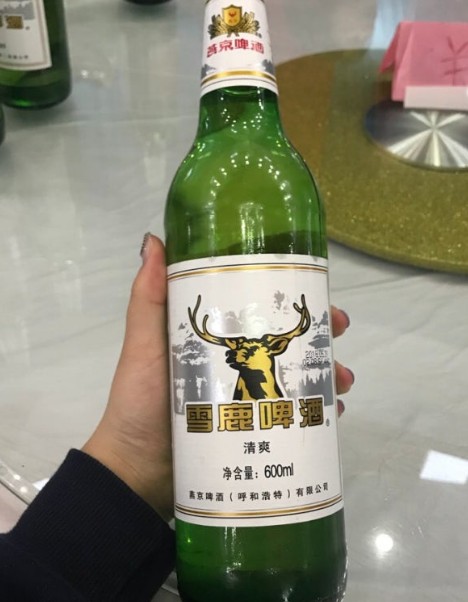 燕京啤酒
雪鹿啤酒
清爽
净含量：600ml
燕京啤酒（呼和浩特）有限公司